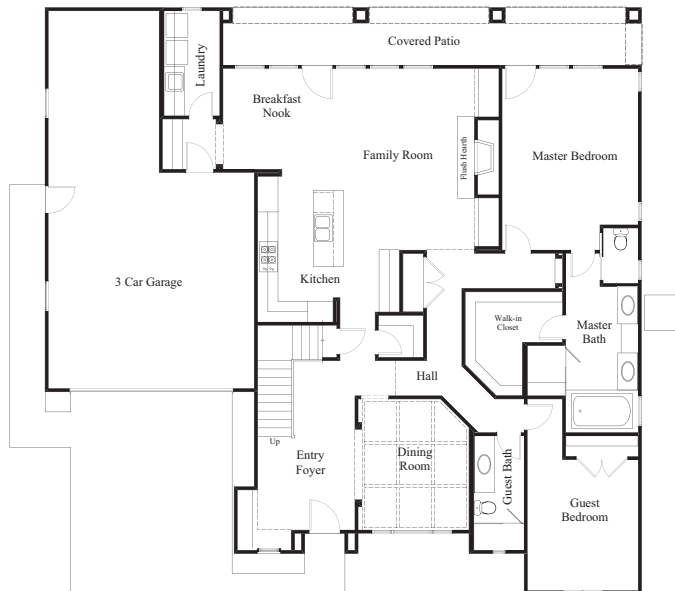 Covered Patio
Laundry
Breakfast
Nook
Family Room
Flush Hearth
Master Bedroom
3 Car Garage
Kitchen
Walk-in
Closet
Master
Bath
Hall
Up
Entry
Foyer
Dining
Room
Guest Bath
Guest
Bedroom